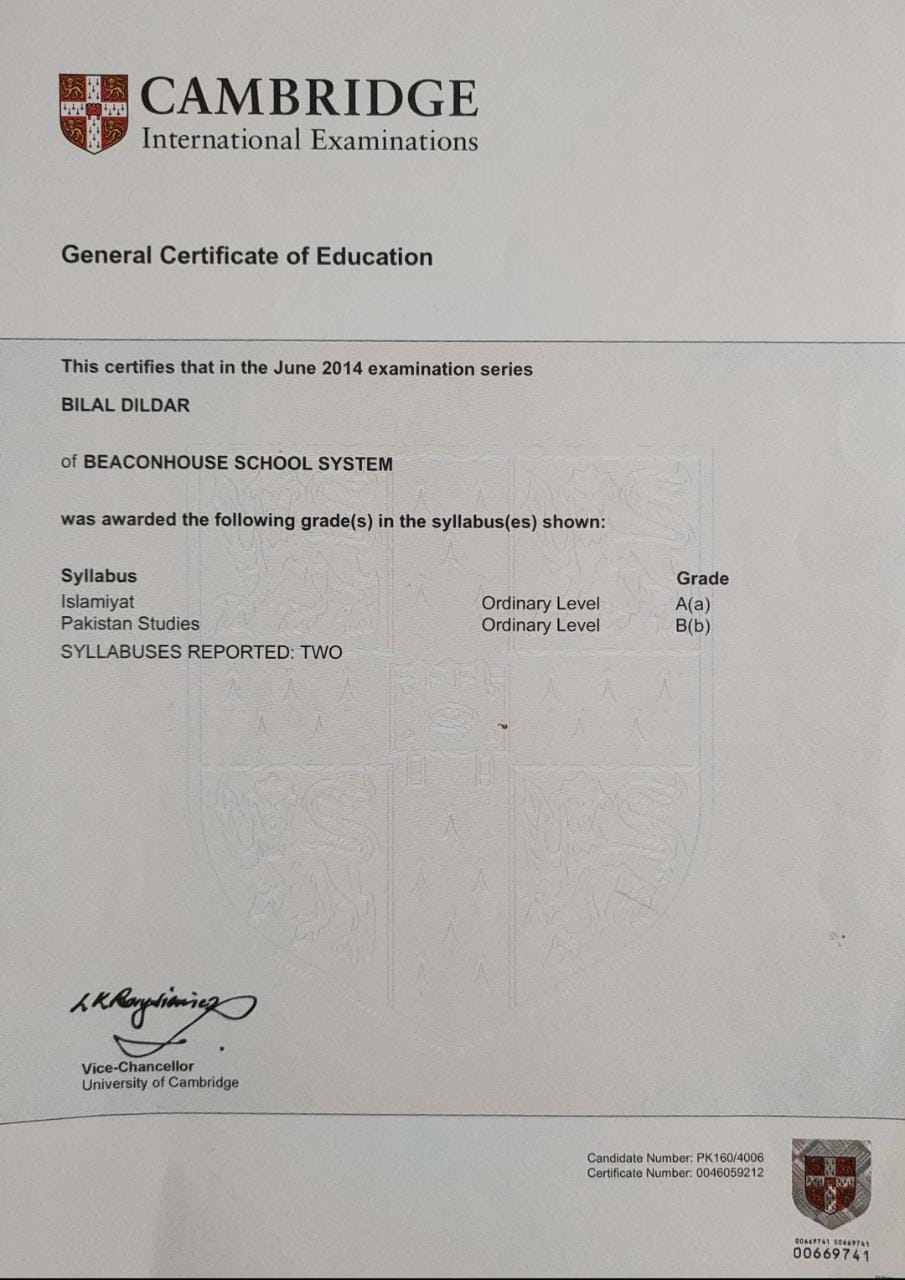 CAMBRIDGE
International Examinations
General Certificate of Education
This certifies that in the June 2014 examination series
BILAL DILDAR
of BEACONHOUSE SCHOOL SYSTEM
was awarded the following grade(s) in the syllabus(es) shown:
Syllabus Grade
Islamiyat Ordinary Level A(a)
Pakistan Studies Ordinary Level B(b)
SYLLABUSES REPORTED: TWO
Vice-Chancellor
University of Cambridge
Candidate Number: PK160/4006
Certificate Number: 0046059212
00669741 00669741
00669741